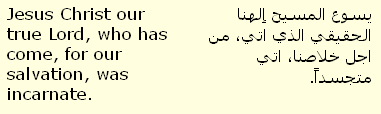 Jesus Christ our
true Lord, who has
come, for our
salvation, was
incarnate.
يسوع المسيح إلهنا
الحقيقي الذي اتي، من
اجل خلاصنا، اتي
متجسداً.